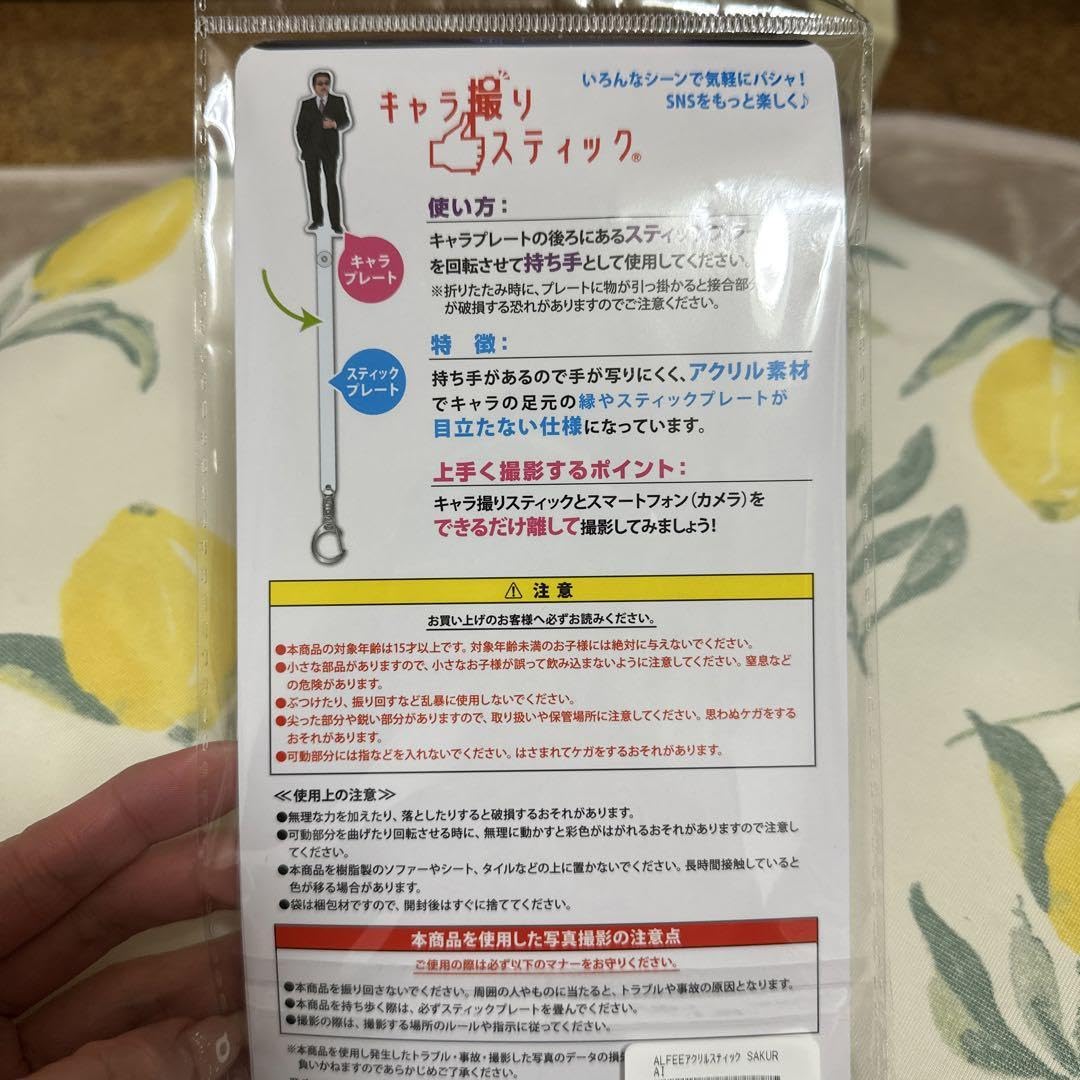 いろんなシーンで気軽にパシャ!
SNSをもっと楽しく♪
キャラ撮り
スティック®
使い方:
キャラプレートの後ろにあるスティックプレー
を回転させて持ち手として使用してください。
※折りたたみ時に、プレートに物が引っ掛かると接合部分
が破損する恐れがありますのでご注意ください。
キャラ
プレート
スティック
プレート
特 徴:
持ち手があるので手が写りにくく、アクリル素材
でキャラの足元の縁やスティックプレートが
目立たない仕様になっています。
上手く撮影するポイント:
キャラ撮りスティックとスマートフォン(カメラ)を
できるだけ離して撮影してみましょう!
⚠ 注意
お買い上げのお客様へ必ずお読みください。
●本商品の対象年齢は15才以上です。対象年齢未満のお子様には絶対に与えないでください。
●小さな部品がありますので、小さなお子様が誤って飲み込まないように注意してください。窒息など
の危険があります。
●ぶつけたり、振り回すなど乱暴に使用しないでください。
●尖った部分や鋭い部分がありますので、取り扱いや保管場所に注意してください。思わぬケガをする
おそれがあります。
●可動部分には指などを入れないでください。はさまれてケガをするおそれがあります。
≪使用上の注意≫
●無理な力を加えたり、落としたりすると破損するおそれがあります。
●可動部分を曲げたり回転させる時に、無理に動かすと彩色がはがれるおそれがありますので注意し
てください。
●本商品を樹脂製のソファーやシート、タイルなどの上に置かないでください。長時間接触していると
色が移る場合があります。
●袋は梱包材ですので、開封後はすぐに捨ててください。
本商品を使用した写真撮影の注意点
ご使用の際は必ず以下のマナーをお守りください。
●本商品を振り回さないでください。周囲の人やものに当たると、トラブルや事故の原因となります。
●本商品を持ち歩く際は、必ずスティックプレートを畳んでください。
●撮影の際は、撮影する場所のルールや指示に従ってください。
※本商品を使用し発生したトラブル・事故・撮影した写真のデータの損
負いかねますのであらかじめご了承ください。
ALFEEアクリルスティック SAKUR
AI